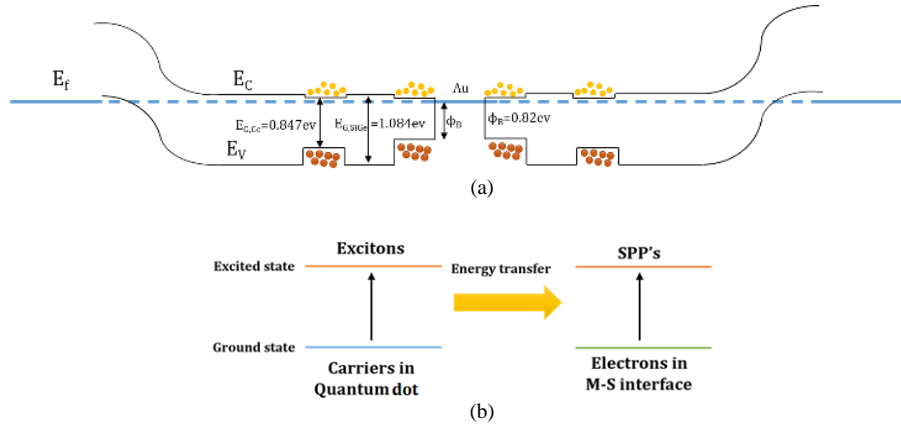 E_f
E_C
Au
E_G,Ge=0.847ev
E_G,SiGe=1.084ev
ϕ_B
ϕ_B=0.82ev
E_V
(a)
Excitons
SPP's
Excited state
Energy transfer
Ground state
Carriers in
Quantum dot
Electrons in
M-S interface
(b)